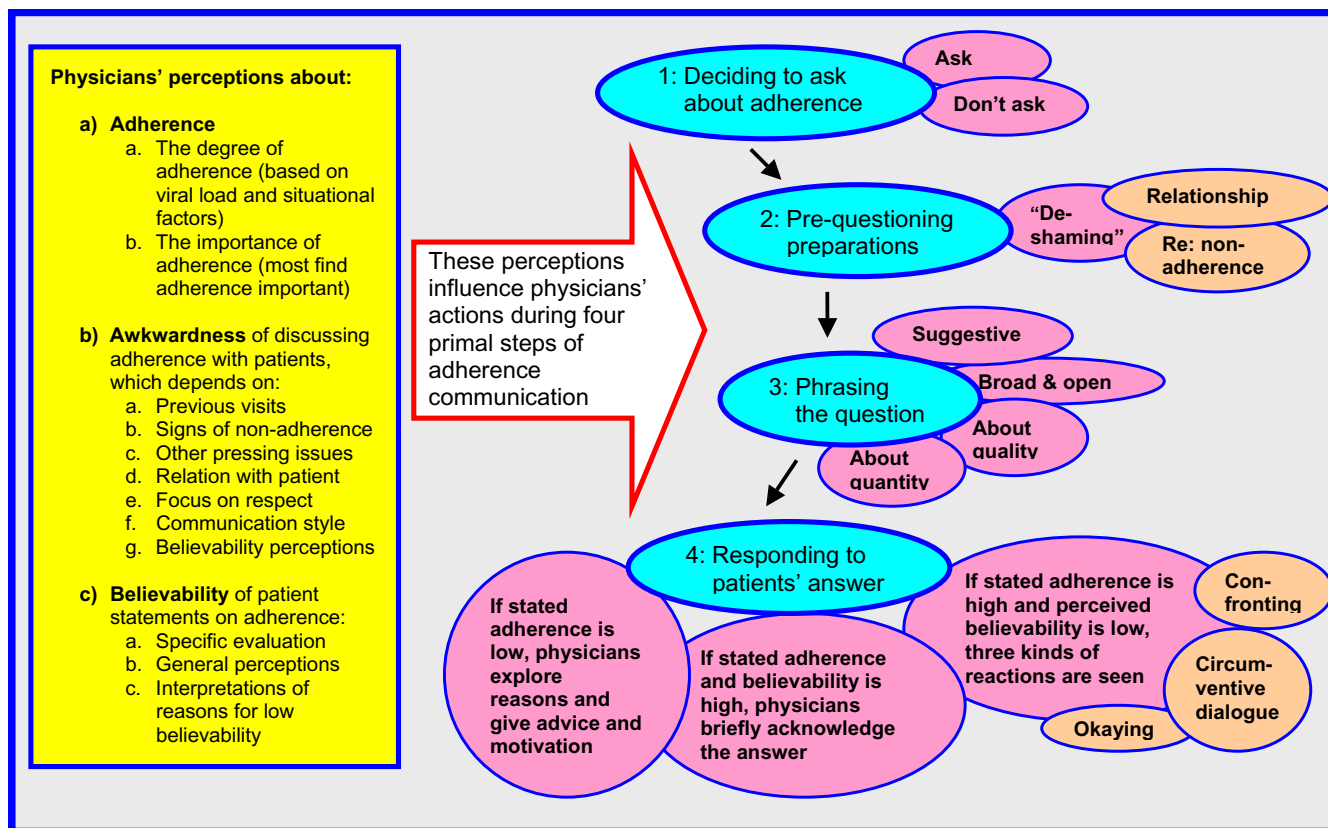 Physicians’ perceptions about:
a) Adherence
a. The degree of
adherence (based on
viral load and situational
factors)
b. The importance of
adherence (most find
adherence important)
b) Awkwardness of discussing
adherence with patients,
which depends on:
a. Previous visits
b. Signs of non-adherence
c. Other pressing issues
d. Relation with patient
e. Focus on respect
f. Communication style
g. Believability perceptions
c) Believability of patient
statements on adherence:
a. Specific evaluation
b. General perceptions
c. Interpretations of
reasons for low
believability
These perceptions
influence physicians’
actions during four
primal steps of
adherence
communication
1: Deciding to ask
about adherence
Ask
Don’t ask
2: Pre-questioning
preparations
“De-
shaming”
Relationship
Re: non-
adherence
3: Phrasing
the question
Suggestive
Broad & open
About
quality
About
quantity
4: Responding to
patients’ answer
If stated
adherence is
low, physicians
explore
reasons and
give advice and
motivation
If stated adherence
and believability is
high, physicians
briefly acknowledge
the answer
If stated adherence is
high and perceived
believability is low,
three kinds of
reactions are seen
Con-
fronting
Circum-
ventive
dialogue
Okaying